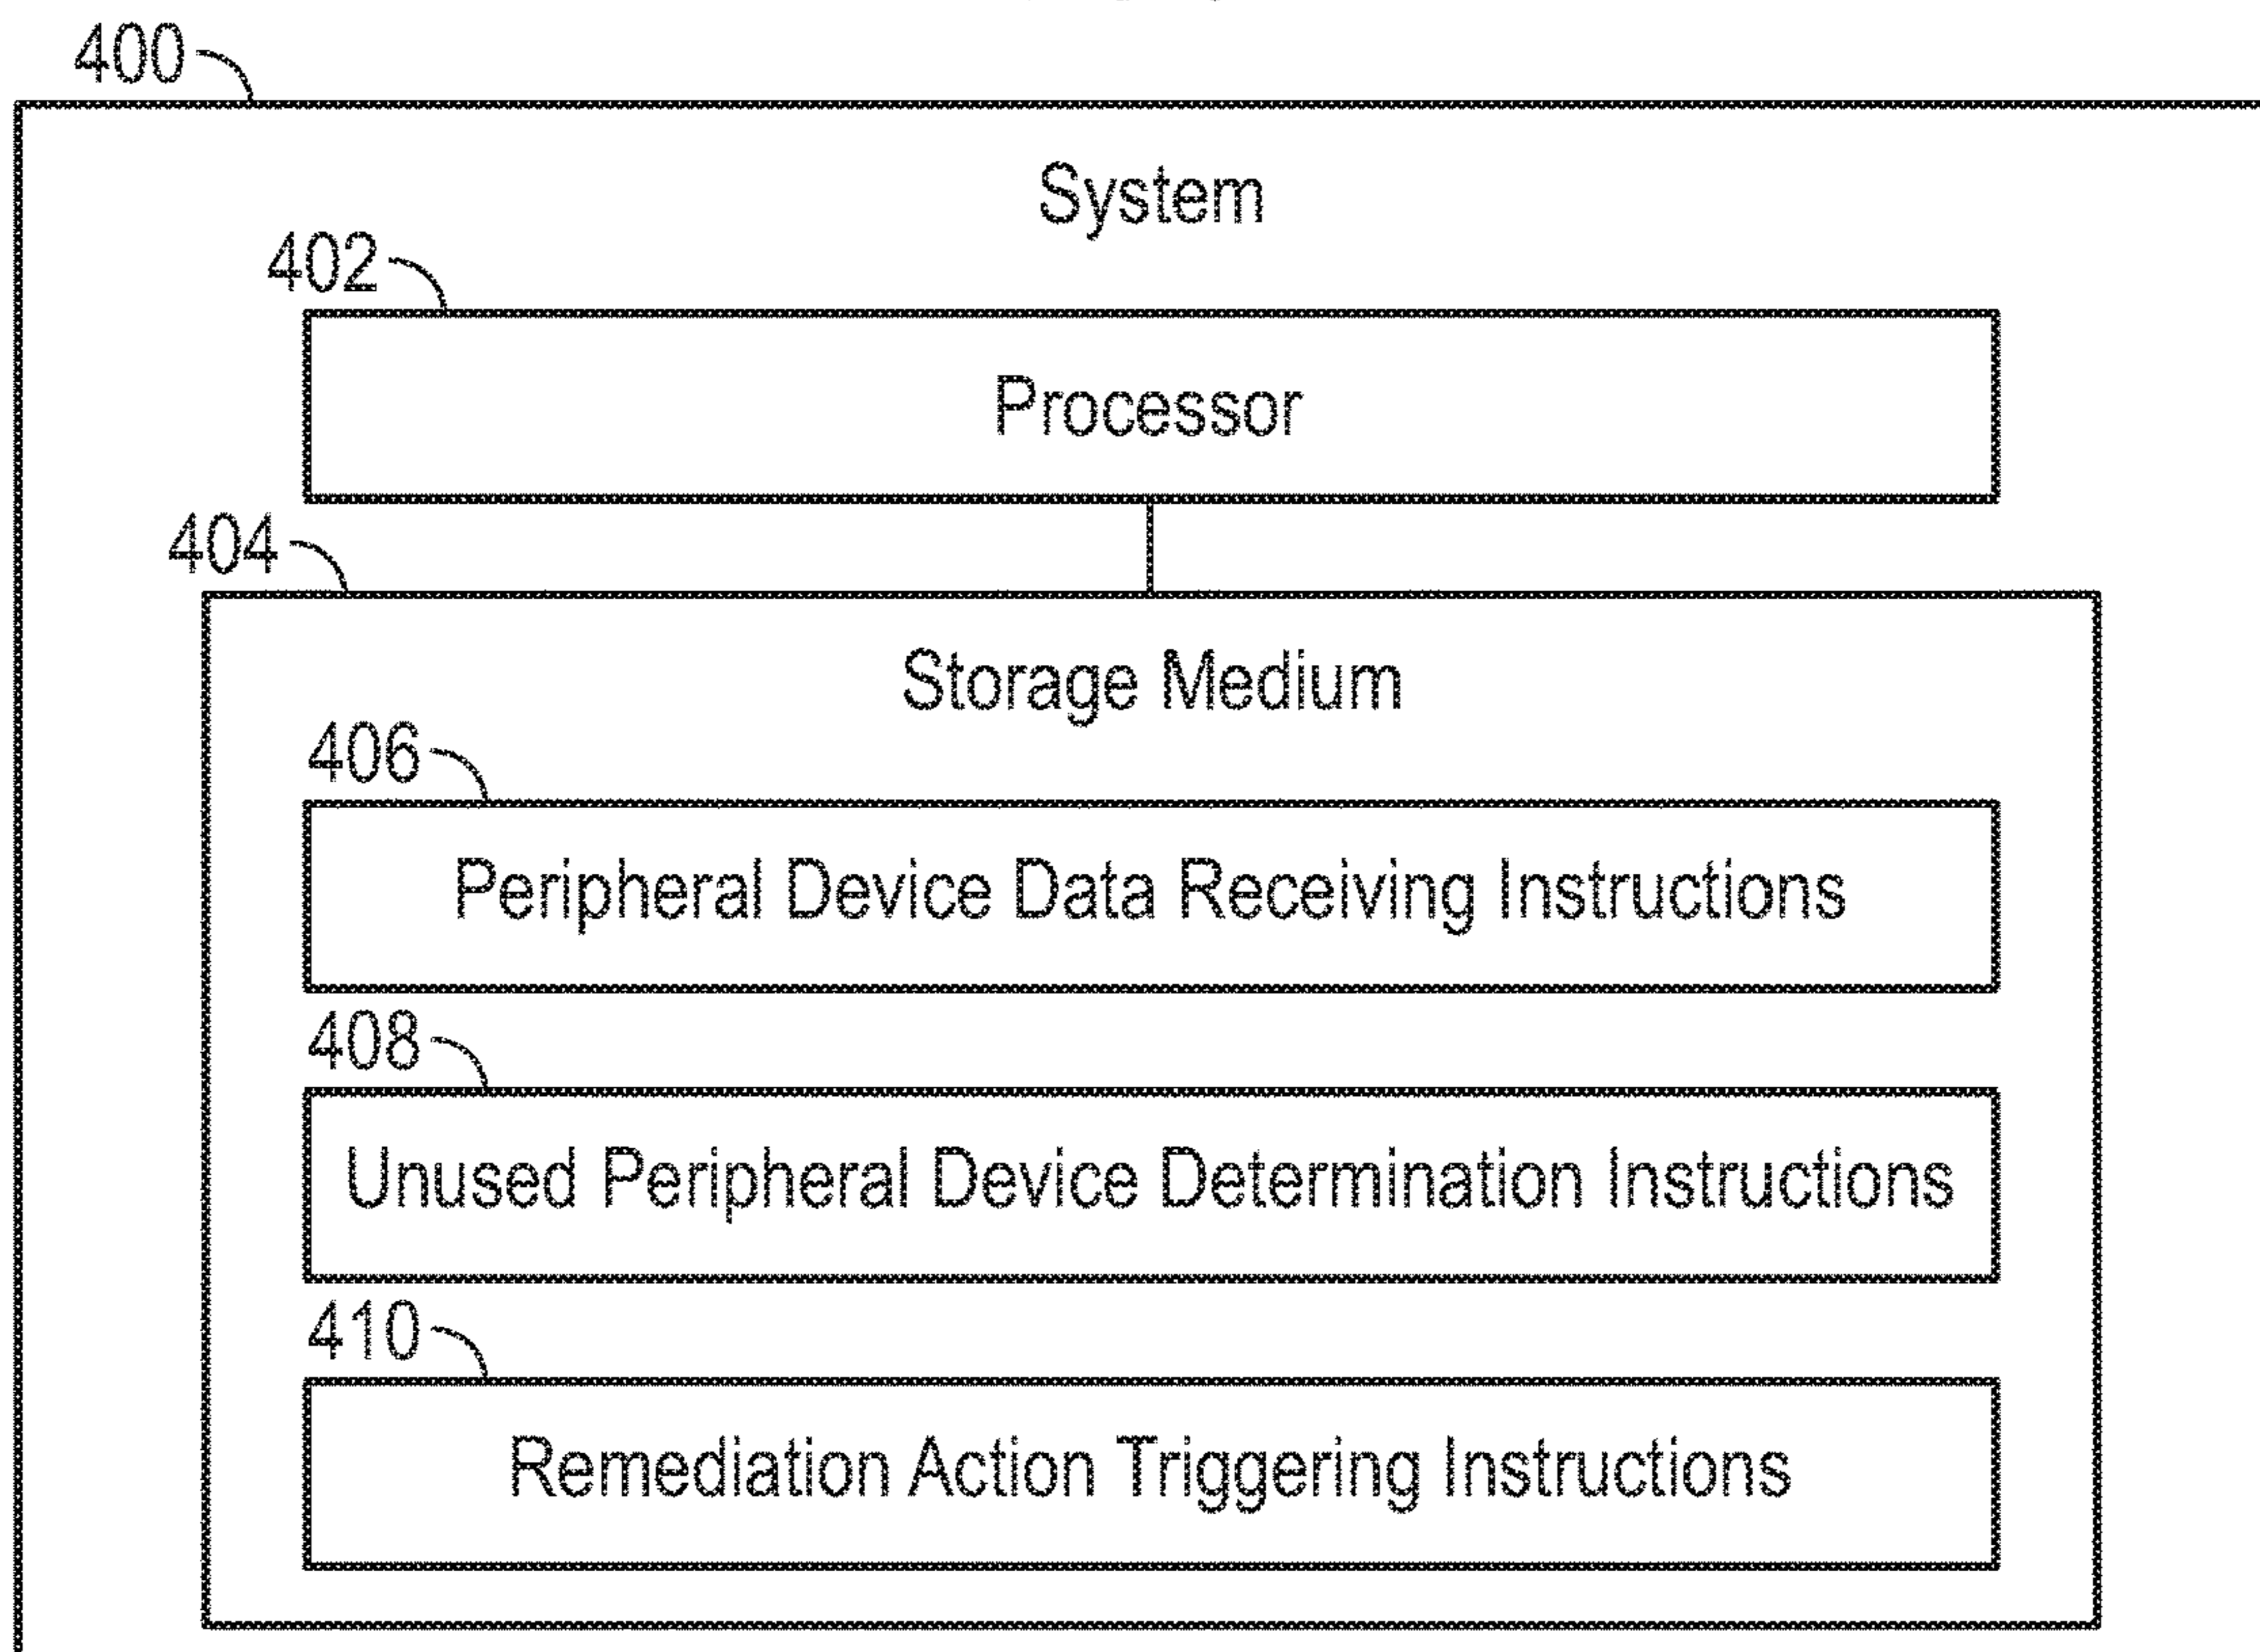 400
System
402
Processor
404
Storage Medium
406
Peripheral Device Data Receiving Instructions
408
Unused Peripheral Device Determination Instructions
410
Remediation Action Triggering Instructions